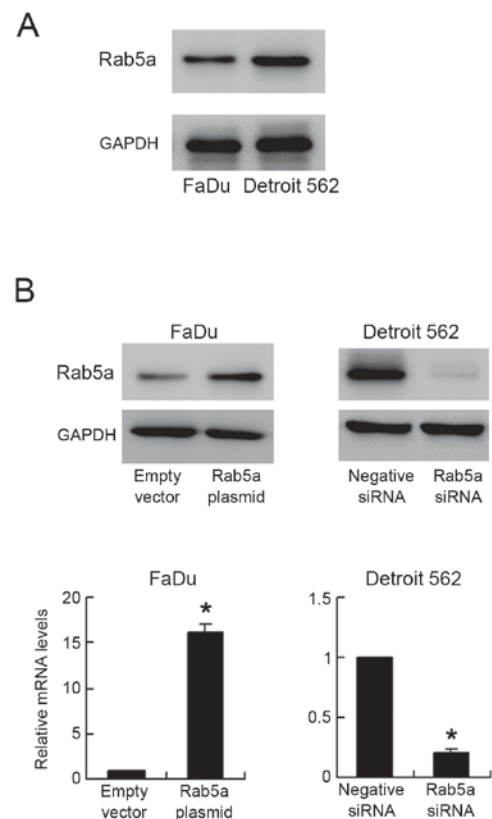 A
Rab5a
GAPDH
FaDu Detroit 562
B
FaDu Detroit 562
Rab5a
GAPDH
Empty vector
Rab5a plasmid
Negative siRNA
Rab5a siRNA
FaDu
Relative mRNA levels
20
15
10
5
0
*
Empty vector
Rab5a plasmid
Detroit 562
1.5
1
0.5
0
*
Negative siRNA
Rab5a siRNA